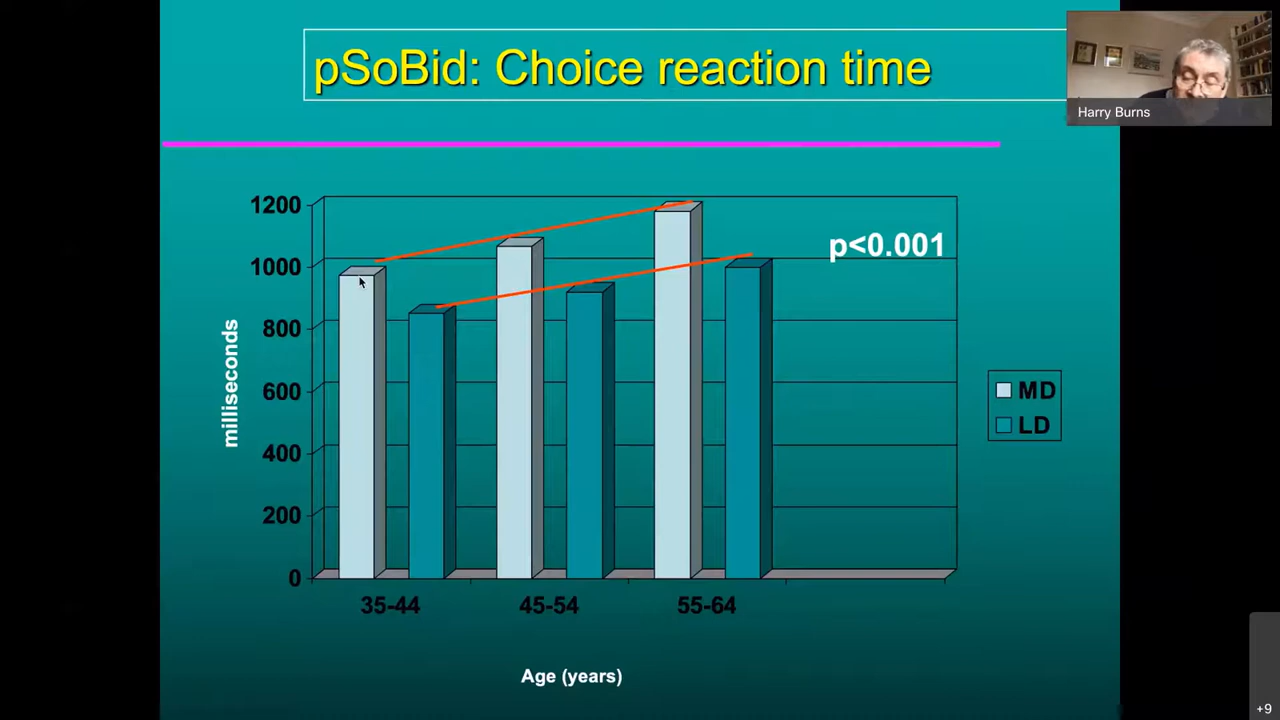 pSoBid: Choice reaction time
Harry Burns
1200
1000
800
600
400
200
0
milliseconds
p<0.001
MD
LD
35-44
45-54
55-64
Age (years)
+9